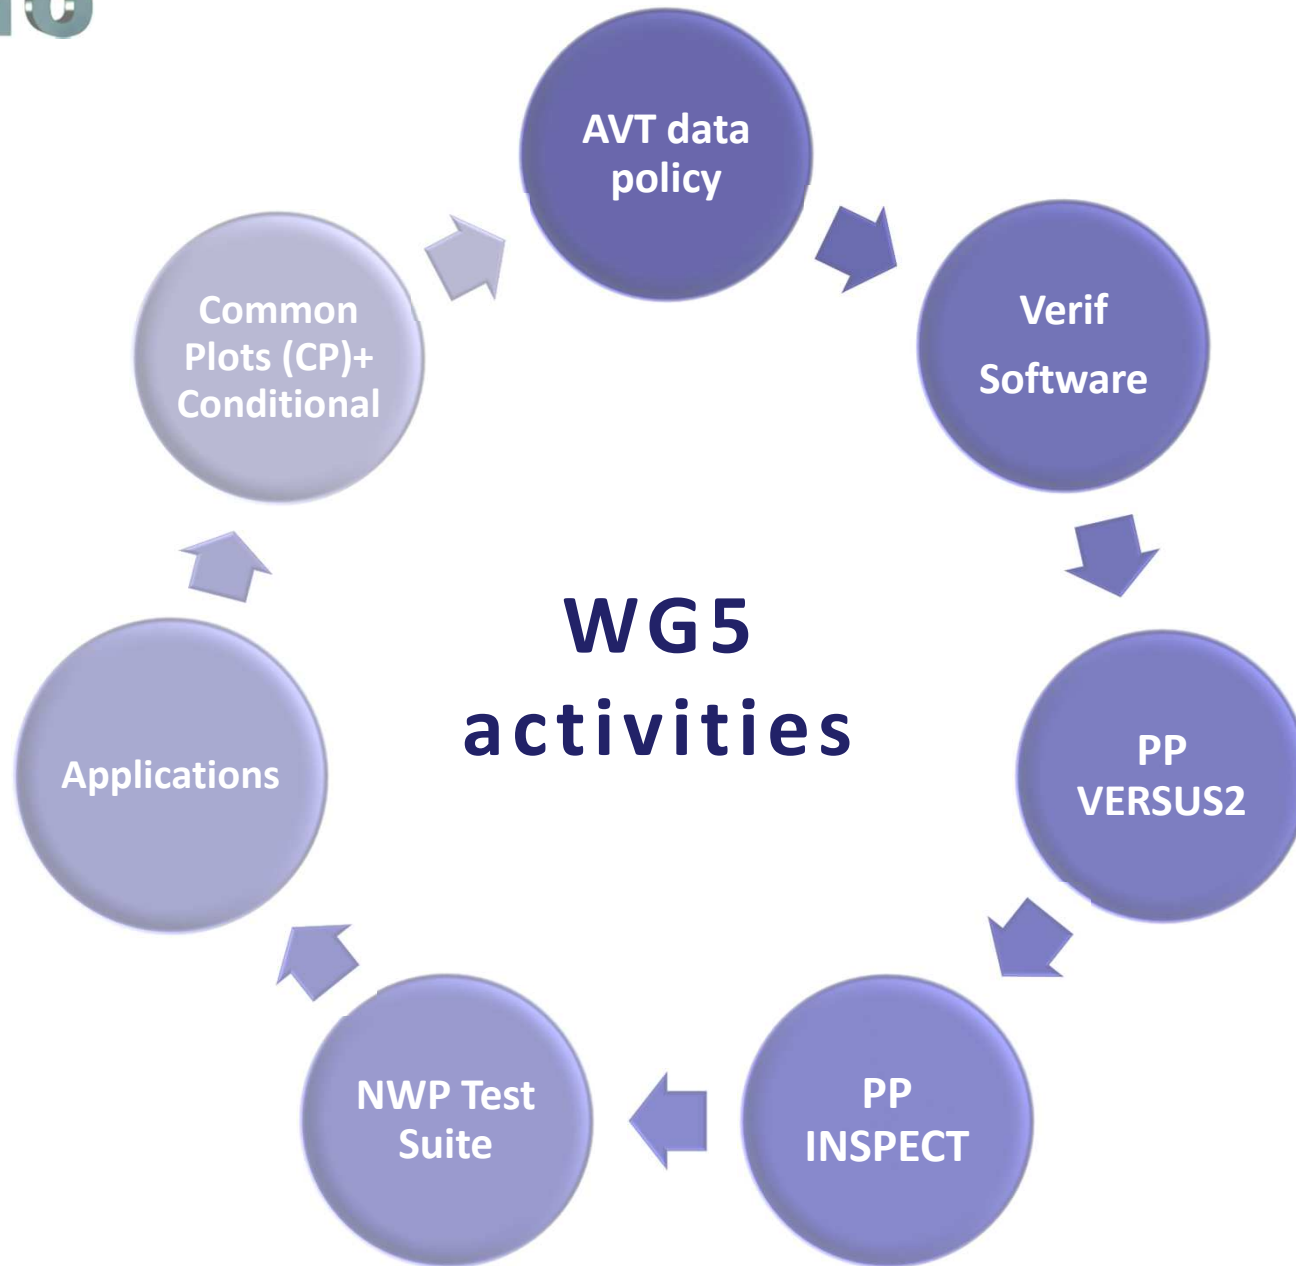 AVT data
policy
Verif
Software
PP
VERSUS2
PP
INSPECT
NWP Test
Suite
Applications
Common
Plots (CP)+
Conditional
WG5
activities